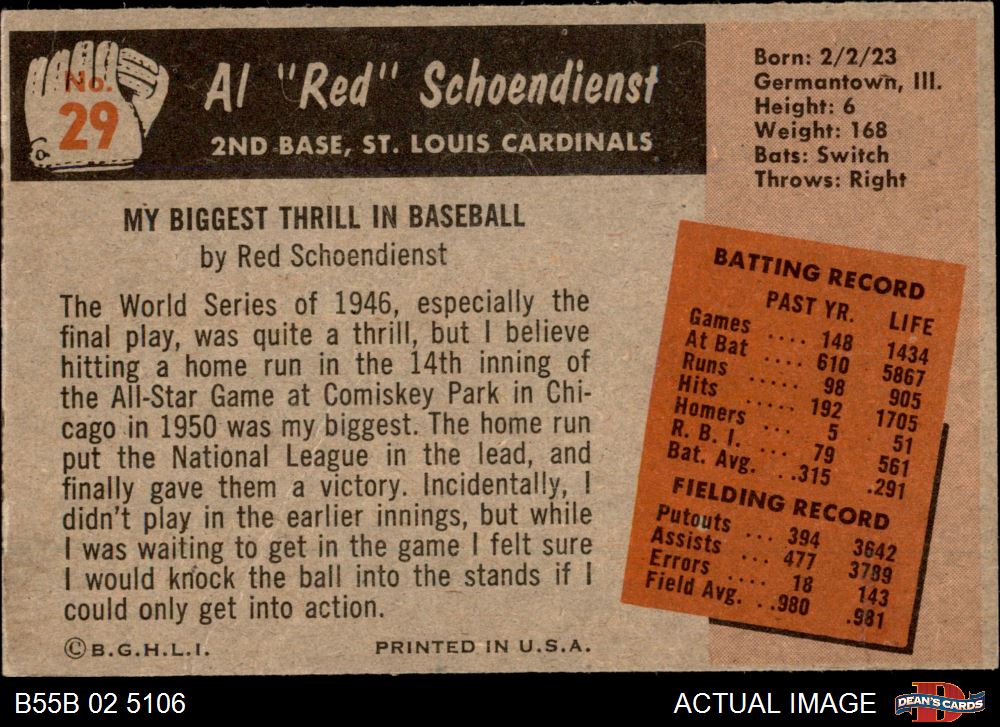 No.
29
Al "Red" Schoendienst
2ND BASE, ST. LOUIS CARDINALS
Born: 2/2/23
Germantown, Ill.
Height: 6
Weight: 168
Bats: Switch
Throws: Right
MY BIGGEST THRILL IN BASEBALL
by Red Schoendienst
The World Series of 1946, especially the
final play, was quite a thrill, but I believe
hitting a home run in the 14th inning of
the All-Star Game at Comiskey Park in Chi-
cago in 1950 was my biggest. The home run
put the National League in the lead, and
finally gave them a victory. Incidentally, I
didn't play in the earlier innings, but while
I was waiting to get in the game I felt sure
I would knock the ball into the stands if I
could only get into action.
© B.G.H.L.I. PRINTED IN U.S.A.
BATTING RECORD
PAST YR. LIFE
Games .... 148 1434
At Bat .... 610 5867
Runs ..... 98 905
Hits ..... 192 1705
Homers ... 5 51
R. B. I. ... 79 561
Bat. Avg. ..315 .291
FIELDING RECORD
Putouts ... 394 3642
Assists ... 477 3789
Errors .... 18 143
Field Avg. ..980 .981
B55B 02 5106 ACTUAL IMAGE
DEAN'S CARDS